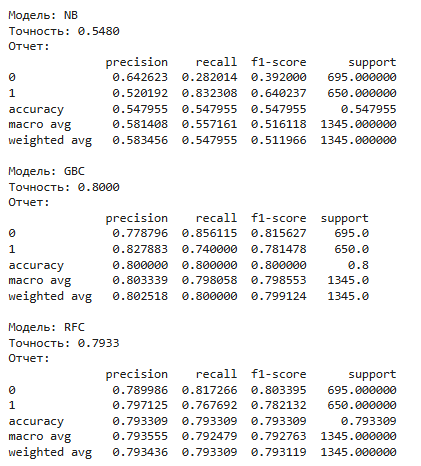 Модель: NB
Точность: 0.5480
Отчет:
precision recall f1-score support
0 0.642623 0.282014 0.392000 695.000000
1 0.520192 0.832308 0.640237 650.000000
accuracy 0.547955 0.547955 0.547955 0.547955
macro avg 0.581408 0.557161 0.516118 1345.000000
weighted avg 0.583456 0.547955 0.511966 1345.000000
Модель: GBC
Точность: 0.8000
Отчет:
precision recall f1-score support
0 0.778796 0.856115 0.815627 695.0
1 0.827883 0.740000 0.781478 650.0
accuracy 0.800000 0.800000 0.800000 0.8
macro avg 0.803339 0.798058 0.798553 1345.0
weighted avg 0.802518 0.800000 0.799124 1345.0
Модель: RFC
Точность: 0.7933
Отчет:
precision recall f1-score support
0 0.789986 0.817266 0.803395 695.000000
1 0.797125 0.767692 0.782132 650.000000
accuracy 0.793309 0.793309 0.793309 0.793309
macro avg 0.793555 0.792479 0.792763 1345.000000
weighted avg 0.793436 0.793309 0.793119 1345.000000